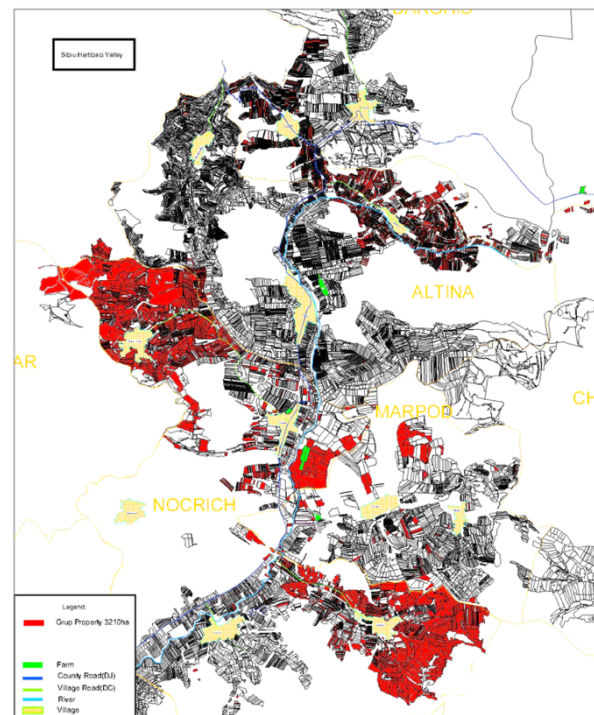 BARGHIS
Sibiu Hartibaci Valley
ALTINA
AR
CH
MARPOD
NOCRICH
Legend:
Grup Property 3210ha
Farm
County Road(DJ)
Village Road(DC)
River
Village